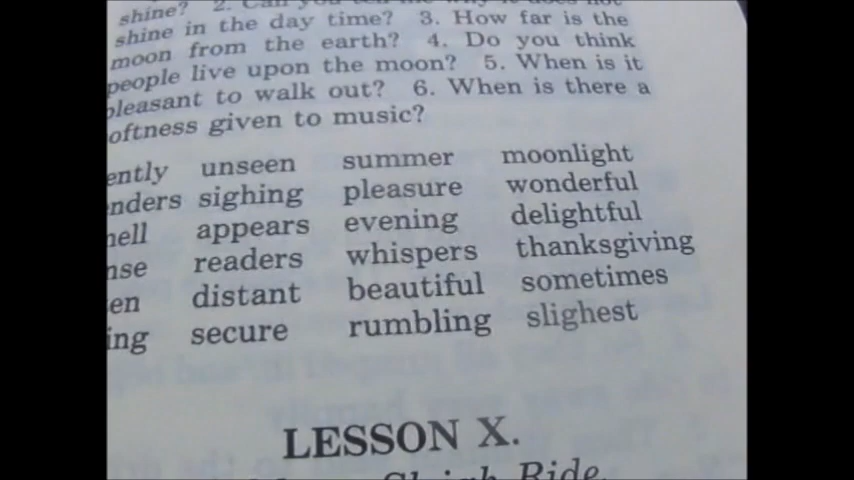 shine? 2. Can you tell me why it does not
shine in the day time? 3. How far is the
moon from the earth? 4. Do you think
people live upon the moon? 5. When is it
pleasant to walk out? 6. When is there a
oftness given to music?
ently unseen summer moonlight
nders sighing pleasure wonderful
hell appears evening delightful
nse readers whispers thanksgiving
en distant beautiful sometimes
ing secure rumbling slighest
LESSON X.
Sleigh Ride.